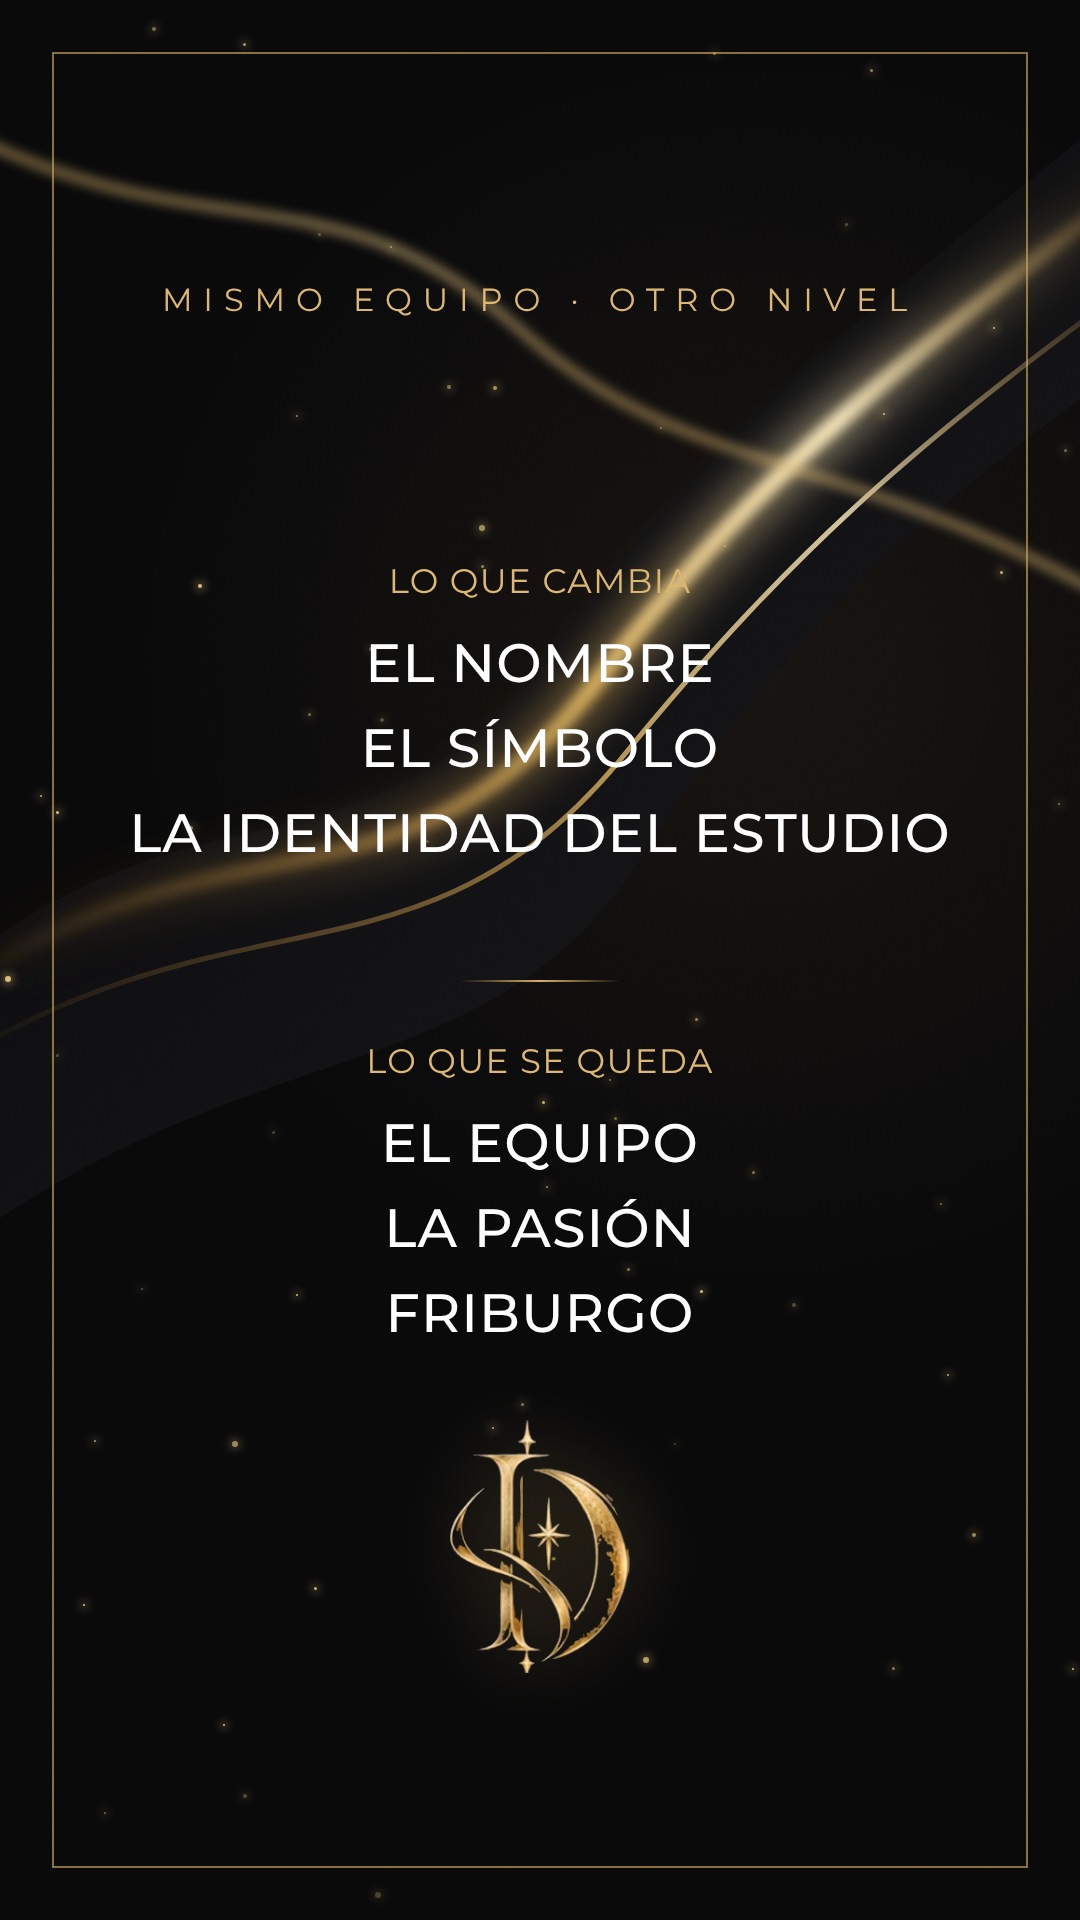 MISMO EQUIPO · OTRO NIVEL
LO QUE CAMBIA
EL NOMBRE
EL SÍMBOLO
LA IDENTIDAD DEL ESTUDIO
LO QUE SE QUEDA
EL EQUIPO
LA PASIÓN
FRIBURGO